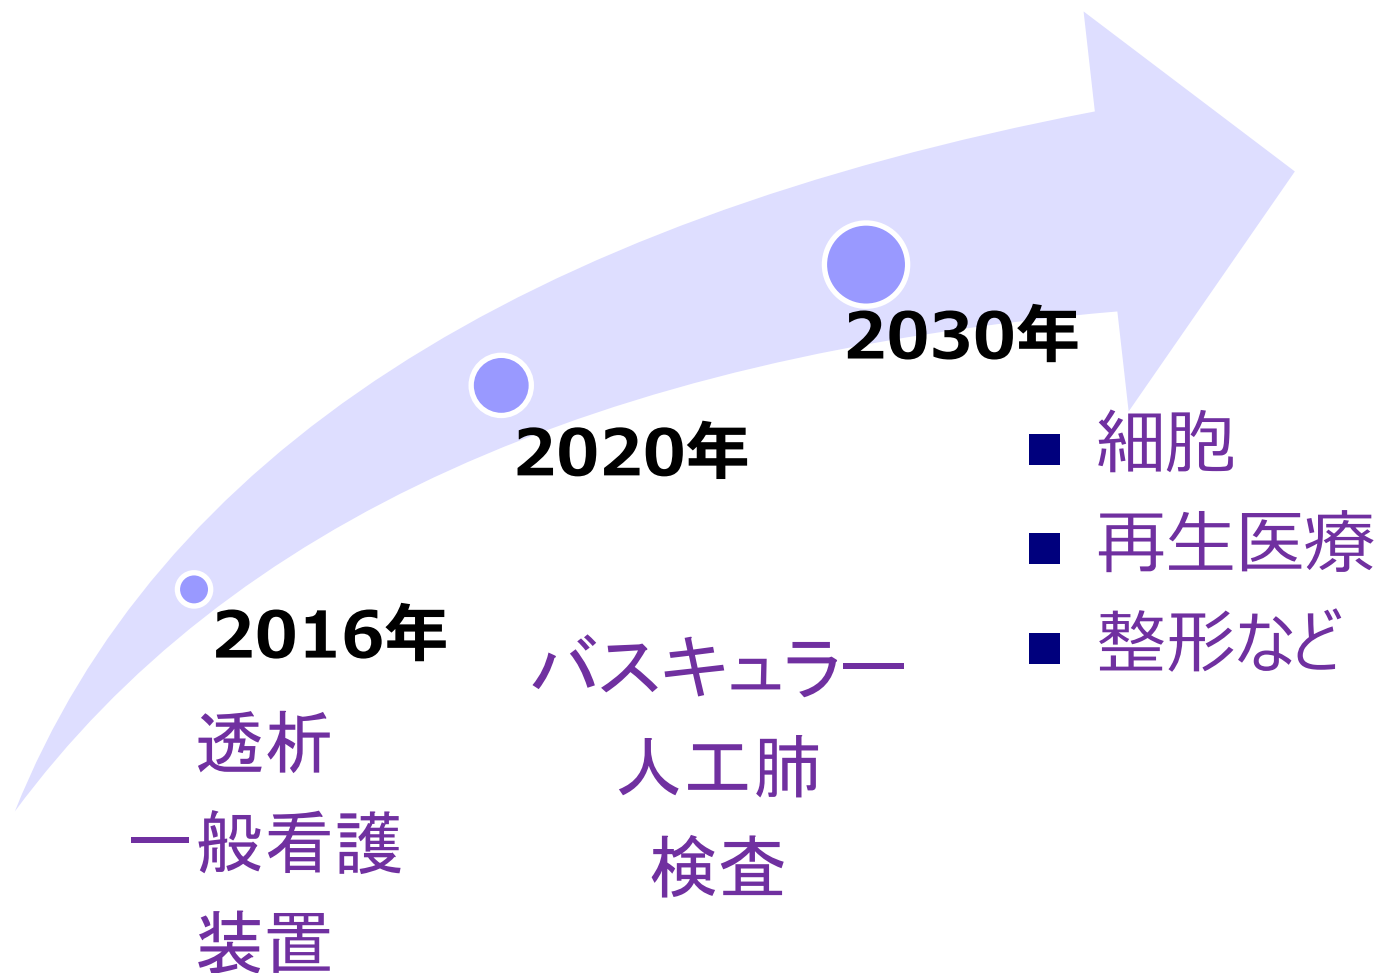 2016年
透析
一般看護
装置
2020年
バスキュラー
人工肺
検査
2030年
■ 細胞
■ 再生医療
■ 整形など